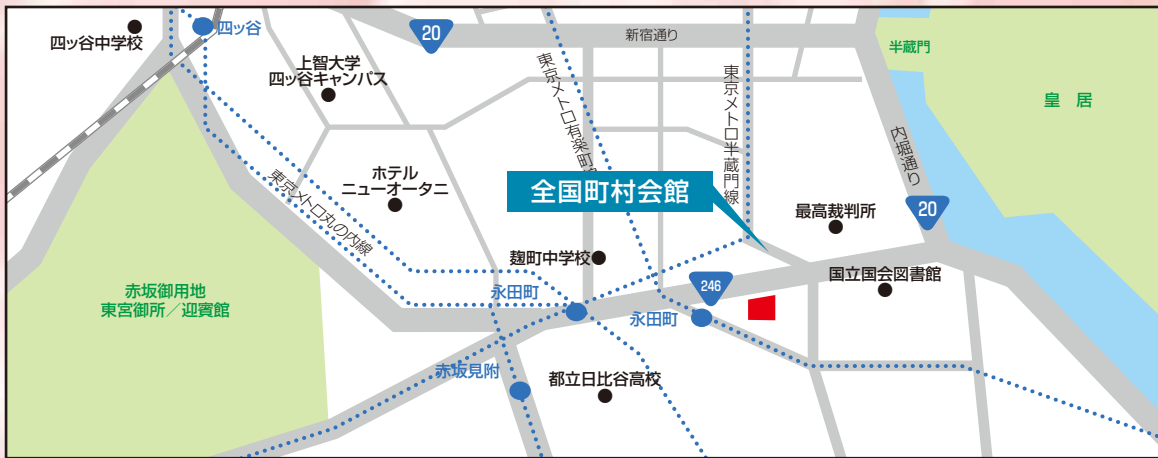 四ッ谷中学校
四ッ谷
20
新宿通り
半蔵門
皇居
上智大学
四ッ谷キャンパス
東京メトロ有楽町
東京メトロ半蔵門線
内堀通り
ホテル
ニューオータニ
東京メトロ丸の内線
全国町村会館
最高裁判所
20
麹町中学校
国立国会図書館
246
永田町
永田町
赤坂御用地
東宮御所／迎賓館
赤坂見附
都立日比谷高校